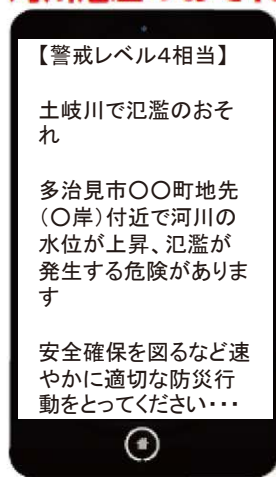 【警戒レベル4相当】
土岐川で氾濫のおそ
れ
多治見市〇〇町地先
(〇岸)付近で河川の
水位が上昇、氾濫が
発生する危険がありま
す
安全確保を図るなど速
やかに適切な防災行
動をとってください・・・